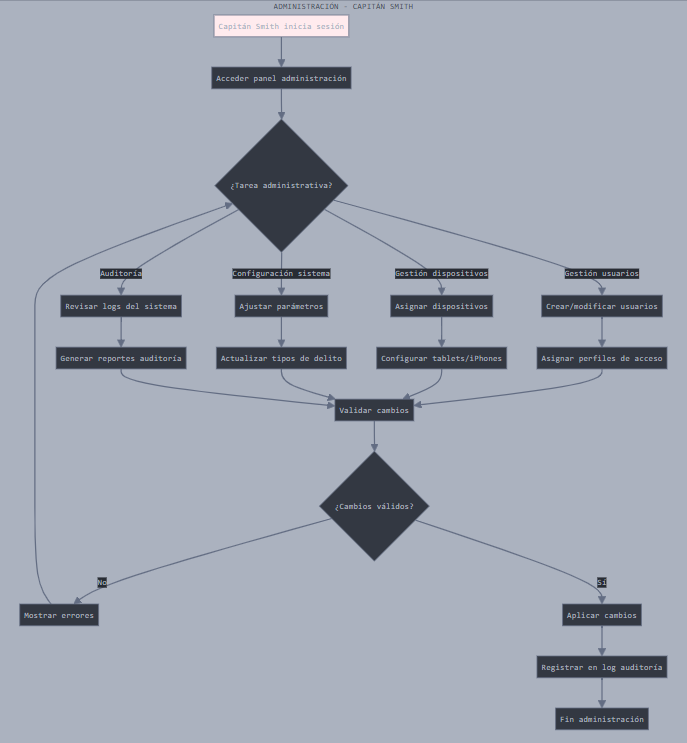 ADMINISTRACIÓN - CAPITÁN SMITH
Capitán Smith inicia sesión
Acceder panel administración
¿Tarea administrativa?
Auditoría
Configuración sistema
Gestión dispositivos
Gestión usuarios
Revisar logs del sistema
Ajustar parámetros
Asignar dispositivos
Crear/modificar usuarios
Generar reportes auditoría
Actualizar tipos de delito
Configurar tablets/iPhones
Asignar perfiles de acceso
Validar cambios
¿Cambios válidos?
No
Sí
Mostrar errores
Aplicar cambios
Registrar en log auditoría
Fin administración